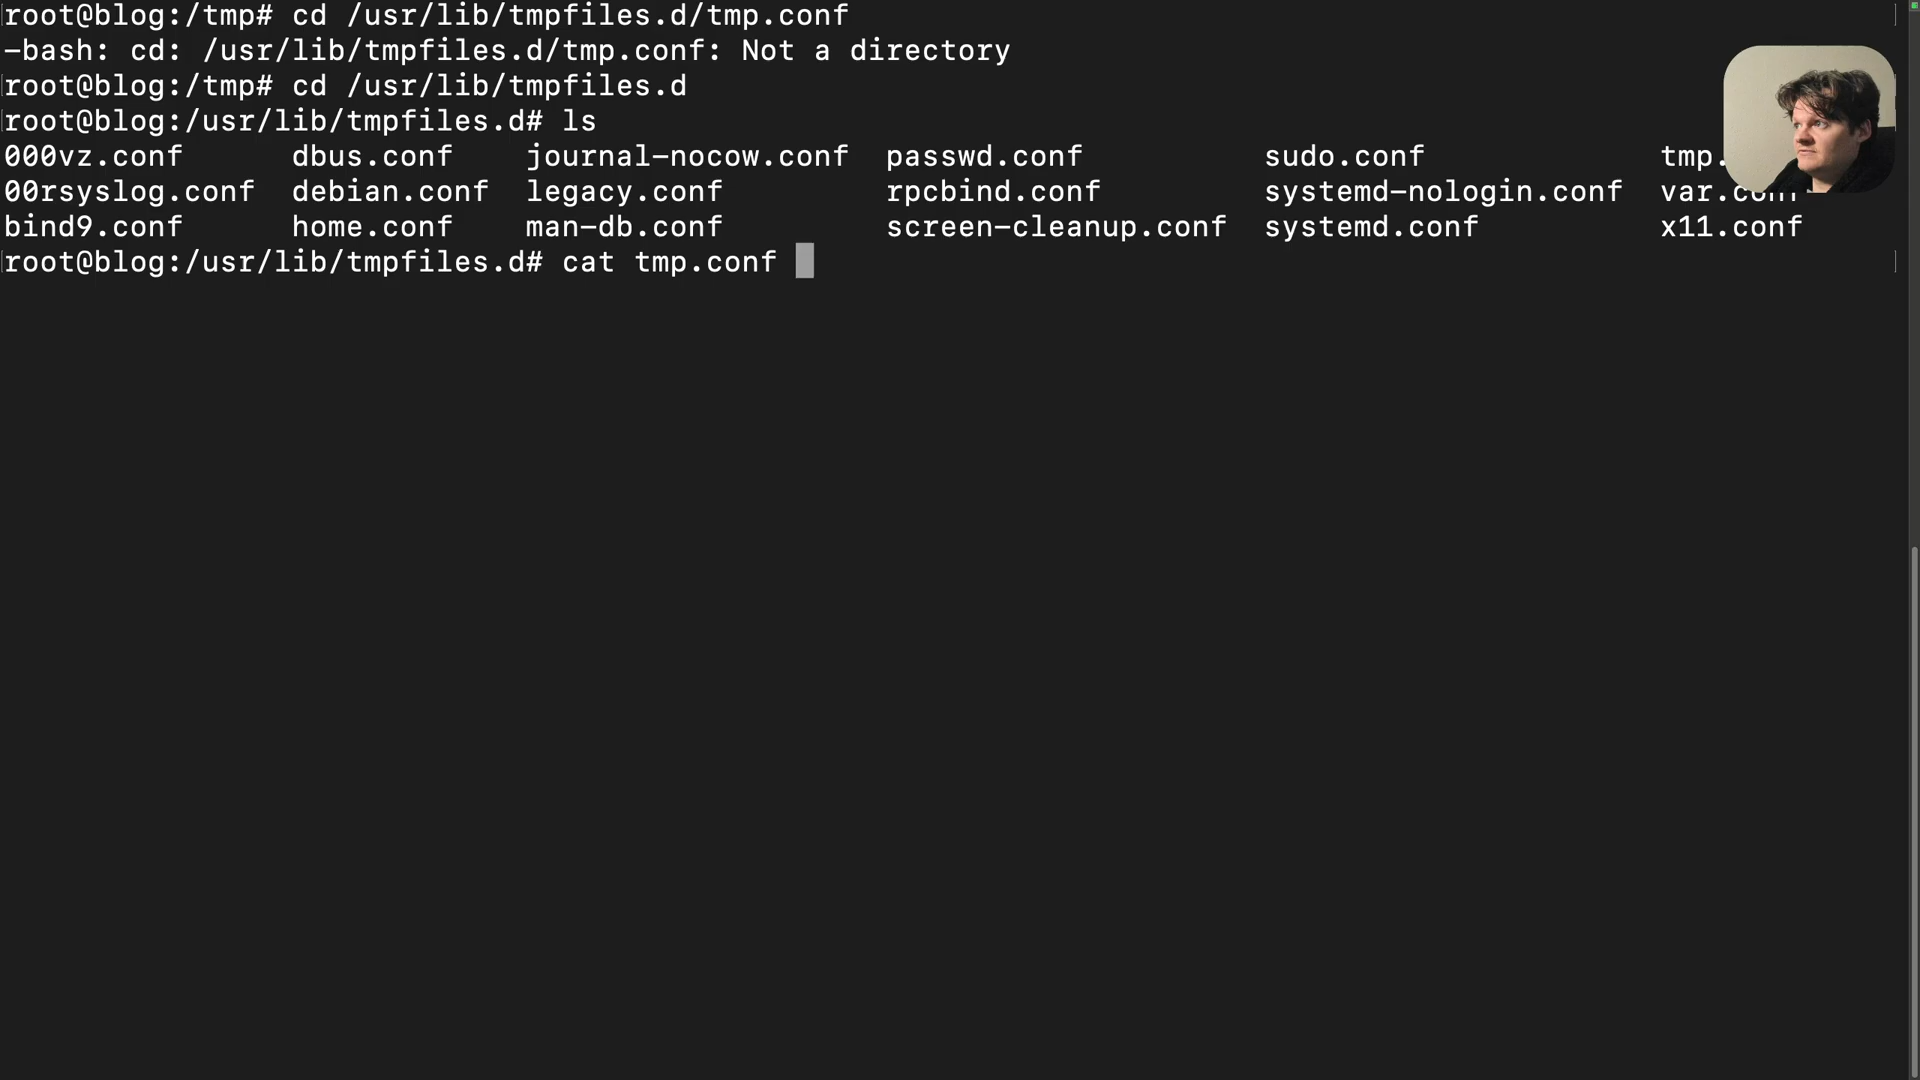 root@blog:/tmp# cd /usr/lib/tmpfiles.d/tmp.conf
-bash: cd: /usr/lib/tmpfiles.d/tmp.conf: Not a directory
root@blog:/tmp# cd /usr/lib/tmpfiles.d
root@blog:/usr/lib/tmpfiles.d# ls
000vz.conf dbus.conf journal-nocow.conf passwd.conf sudo.conf tmp.
00rsyslog.conf debian.conf legacy.conf rpcbind.conf systemd-nologin.conf var.conf
bind9.conf home.conf man-db.conf screen-cleanup.conf systemd.conf x11.conf
root@blog:/usr/lib/tmpfiles.d# cat tmp.conf